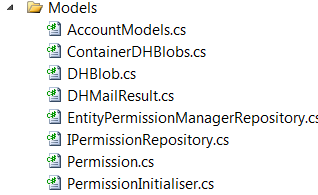 Models
AccountModels.cs
ContainerDHBlobs.cs
DHBlob.cs
DHMailResult.cs
EntityPermissionManagerRepository.cs
IPermissionRepository.cs
Permission.cs
PermissionInitialiser.cs